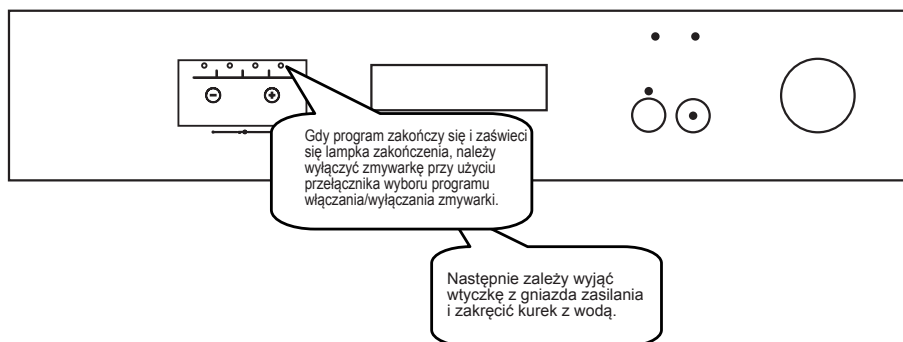 Gdy program zakończy się i zaświeci
się lampka zakończenia, należy
wyłączyć zmywarkę przy użyciu
przełącznika wyboru programu
włączania/wyłączania zmywarki.
Następnie zależy wyjąć
wtyczkę z gniazda zasilania
i zakręcić kurek z wodą.